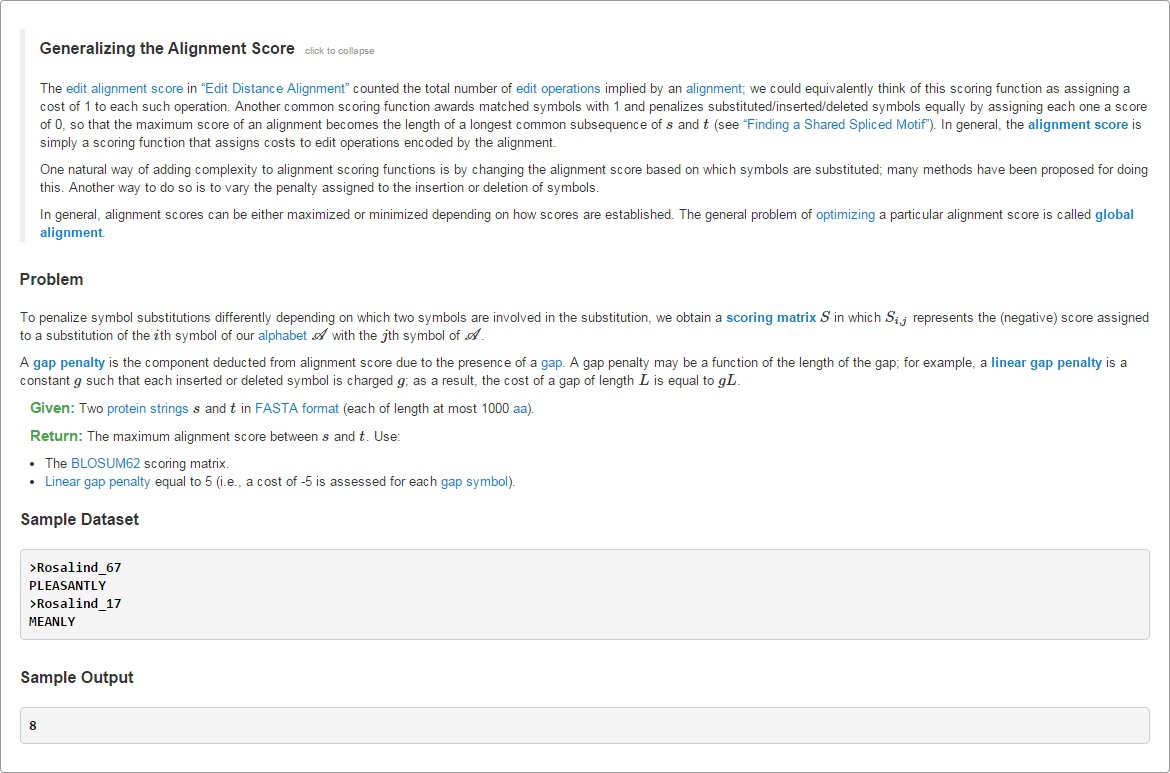 Generalizing the Alignment Score click to collapse
The edit alignment score in “Edit Distance Alignment” counted the total number of edit operations implied by an alignment; we could equivalently think of this scoring function as assigning a
cost of 1 to each such operation. Another common scoring function awards matched symbols with 1 and penalizes substituted/inserted/deleted symbols equally by assigning each one a score
of 0, so that the maximum score of an alignment becomes the length of a longest common subsequence of s and t (see “Finding a Shared Spliced Motif”). In general, the alignment score is
simply a scoring function that assigns costs to edit operations encoded by the alignment.
One natural way of adding complexity to alignment scoring functions is by changing the alignment score based on which symbols are substituted; many methods have been proposed for doing
this. Another way to do so is to vary the penalty assigned to the insertion or deletion of symbols.
In general, alignment scores can be either maximized or minimized depending on how scores are established. The general problem of optimizing a particular alignment score is called global
alignment.
Problem
To penalize symbol substitutions differently depending on which two symbols are involved in the substitution, we obtain a scoring matrix S in which S_{i,j} represents the (negative) score assigned
to a substitution of the ith symbol of our alphabet 𝒜 with the jth symbol of 𝒜.
A gap penalty is the component deducted from alignment score due to the presence of a gap. A gap penalty may be a function of the length of the gap; for example, a linear gap penalty is a
constant g such that each inserted or deleted symbol is charged g; as a result, the cost of a gap of length L is equal to gL.
Given: Two protein strings s and t in FASTA format (each of length at most 1000 aa).
Return: The maximum alignment score between s and t. Use:
• The BLOSUM62 scoring matrix.
• Linear gap penalty equal to 5 (i.e., a cost of -5 is assessed for each gap symbol).
Sample Dataset
>Rosalind_67
PLEASANTLY
>Rosalind_17
MEANLY
Sample Output
8